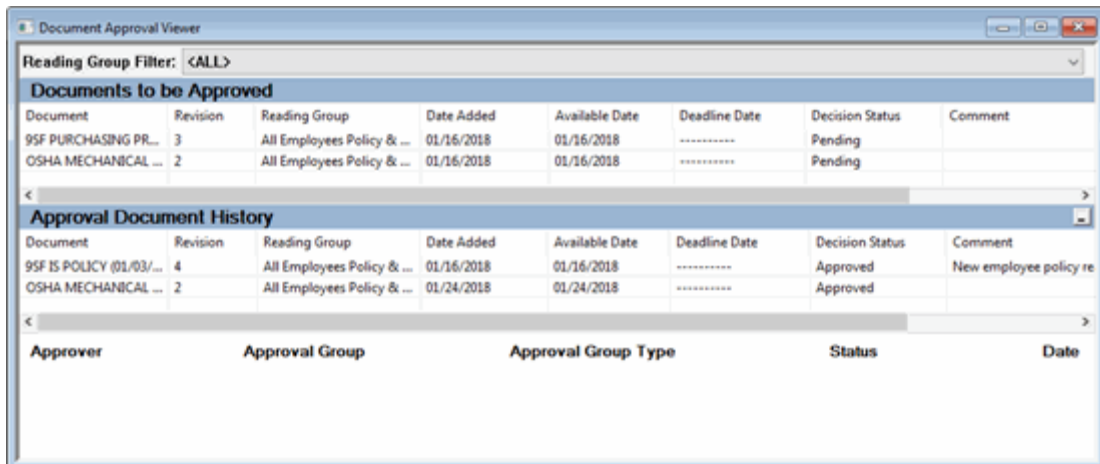 Document Approval Viewer
Reading Group Filter: <ALL>
Documents to be Approved
Document Revision Reading Group Date Added Available Date Deadline Date Decision Status Comment
9SF PURCHASING PR... 3 All Employees Policy & ... 01/16/2018 01/16/2018 ---------- Pending
OSHA MECHANICAL ... 2 All Employees Policy & ... 01/16/2018 01/16/2018 ---------- Pending
Approval Document History
Document Revision Reading Group Date Added Available Date Deadline Date Decision Status Comment
9SF IS POLICY (01/03/... 4 All Employees Policy & ... 01/16/2018 01/16/2018 ---------- Approved New employee policy re
OSHA MECHANICAL ... 2 All Employees Policy & ... 01/24/2018 01/24/2018 ---------- Approved
Approver Approval Group Approval Group Type Status Date